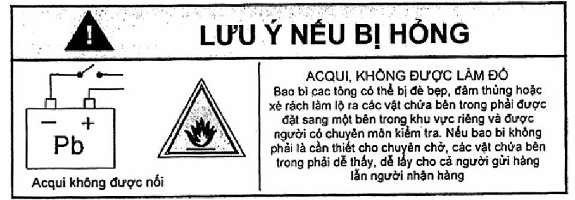 !
LƯU Ý NẾU BỊ HỎNG
- +
Pb
Acqui không được nối
ACQUI, KHÔNG ĐƯỢC LÀM ĐỔ
Bao bì cac tông có thể bị đè bẹp, đâm thủng hoặc
xé rách làm lộ ra các vật chứa bên trong phải được
đặt sang một bên trong khu vực riêng và được
người có chuyên môn kiểm tra. Nếu bao bi không
phải là cần thiết cho chuyên chở, các vật chứa bên
trong phải dễ thấy, dễ lấy cho cả người gửi hàng
lẫn người nhận hàng